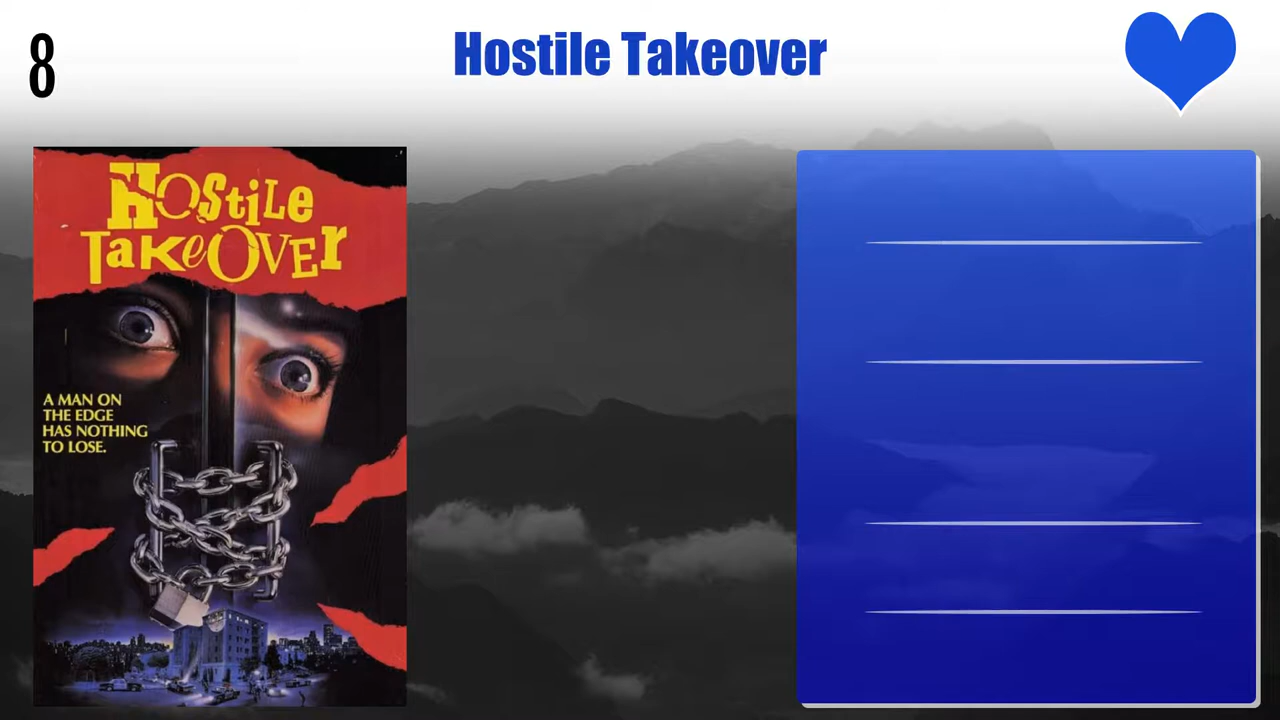 8
Hostile Takeover
HOStiLe
TaKeOVEr
A MAN ON
THE EDGE
HAS NOTHING
TO LOSE.